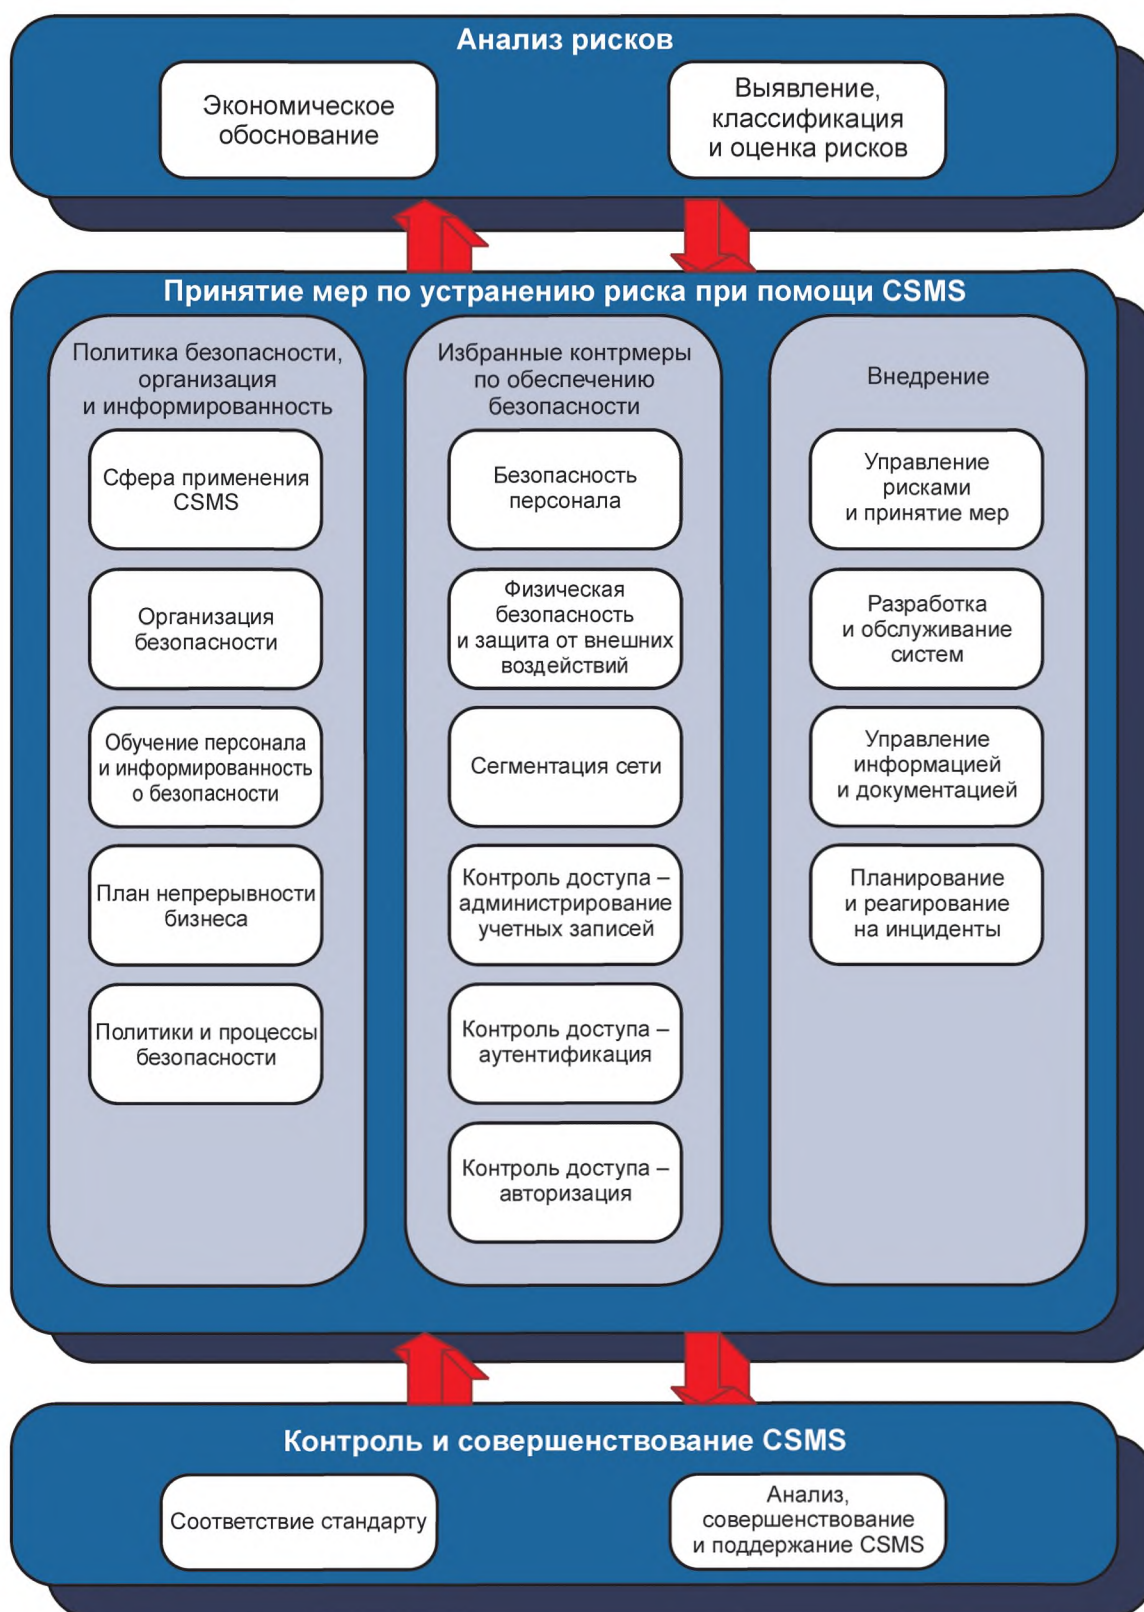 Анализ рисков
Экономическое
обоснование
Выявление,
классификация
и оценка рисков
Принятие мер по устранению риска при помощи CSMS
Политика безопасности,
организация
и информированность
Сфера применения
CSMS
Организация
безопасности
Обучение персонала
и информированность
о безопасности
План непрерывности
бизнеса
Политики и процессы
безопасности
Избранные контрмеры
по обеспечению
безопасности
Безопасность
персонала
Физическая
безопасность
и защита от внешних
воздействий
Сегментация сети
Контроль доступа –
администрирование
учетных записей
Контроль доступа –
аутентификация
Контроль доступа –
авторизация
Внедрение
Управление
рисками
и принятие мер
Разработка
и обслуживание
систем
Управление
информацией
и документацией
Планирование
и реагирование
на инциденты
Контроль и совершенствование CSMS
Соответствие стандарту
Анализ,
совершенствование
и поддержание CSMS